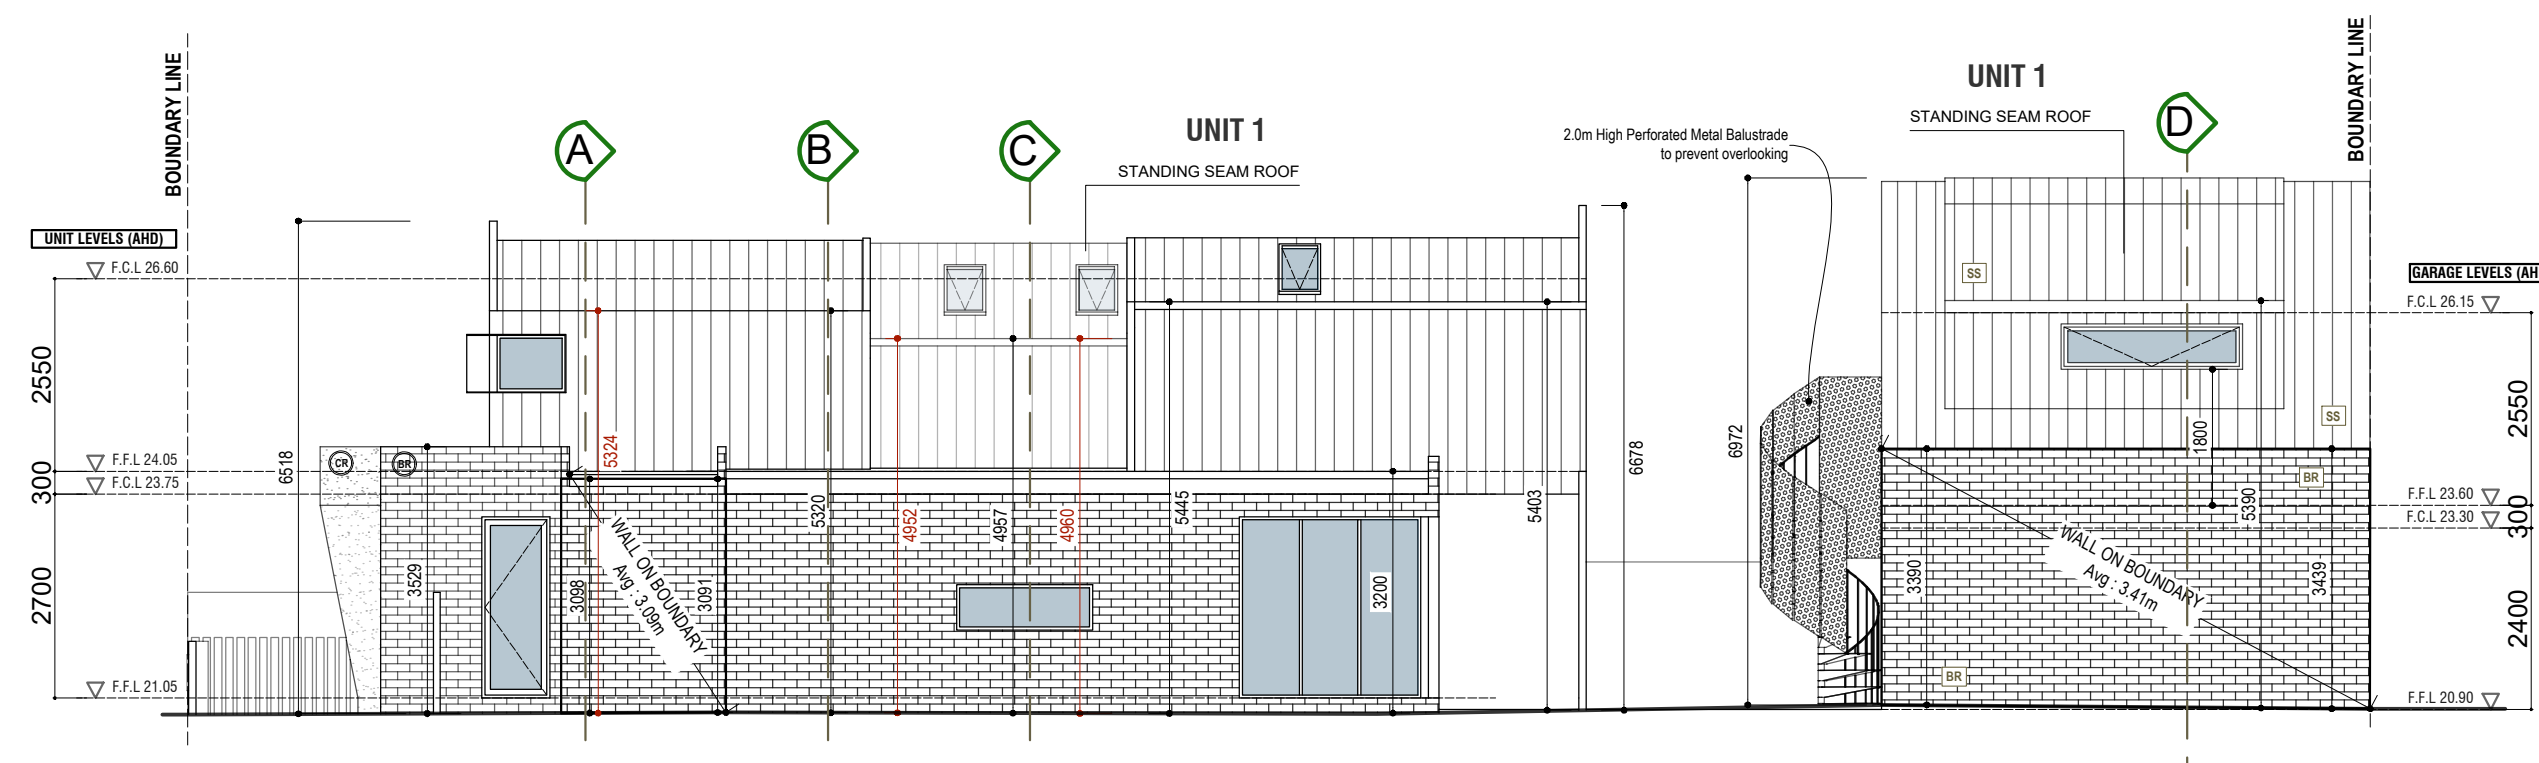 BOUNDARY LINE
UNIT LEVELS (AHD)
F.C.L 26.60
F.F.L 24.05
F.C.L 23.75
F.F.L 21.05
2550
300
2700
A
B
C
UNIT 1
STANDING SEAM ROOF
CR
BR
6518
3529
5324
3098
3091
WALL ON BOUNDARY
Avg : 3.09m
5320
4952
4957
4960
5445
3200
5403
6678
2.0m High Perforated Metal Balustrade
to prevent overlooking
6972
UNIT 1
STANDING SEAM ROOF
D
BOUNDARY LINE
SS
SS
1800
BR
5390
3390
3439
WALL ON BOUNDARY
Avg : 3.41m
BR
GARAGE LEVELS (AH
F.C.L 26.15
F.F.L 23.60
F.C.L 23.30
F.F.L 20.90
2550
300
2400